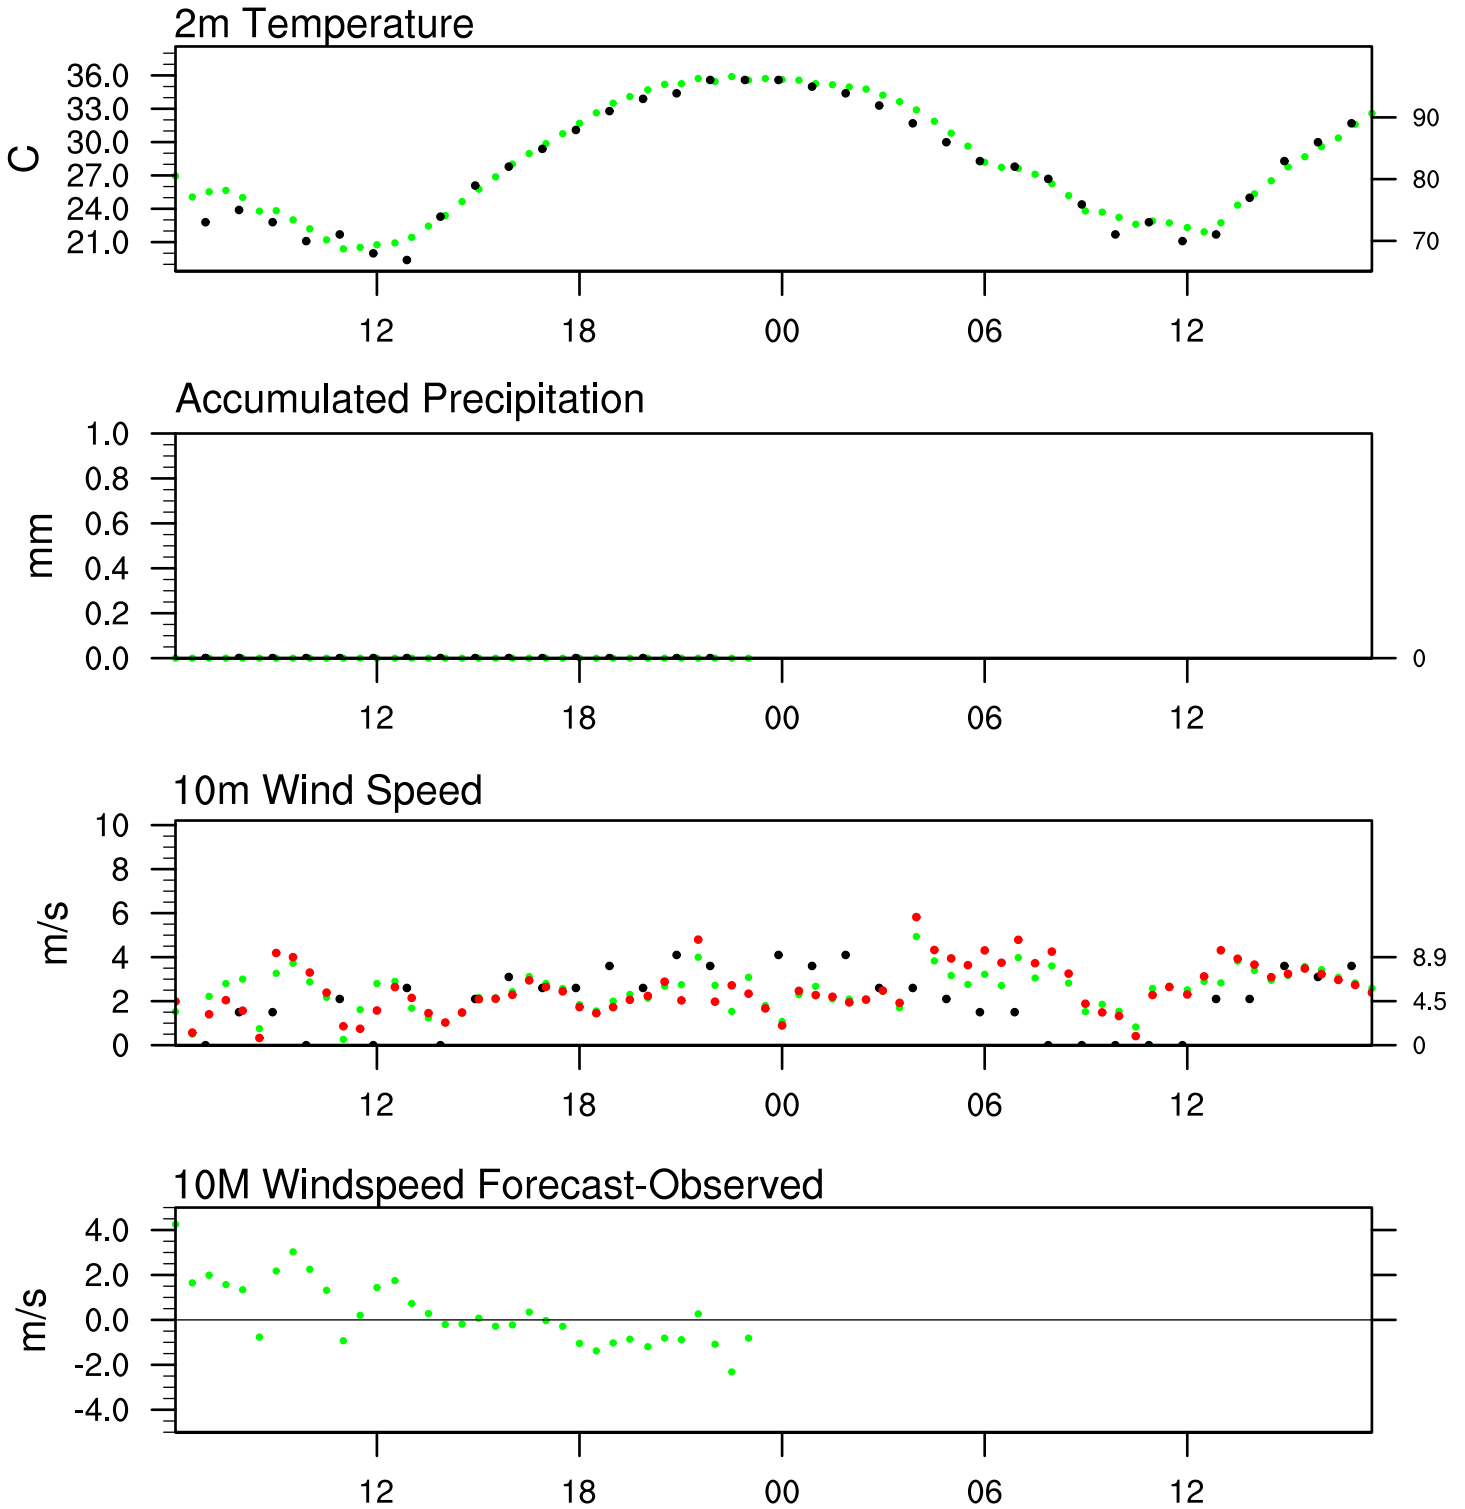 2m Temperature
36.0
33.0
30.0
27.0
24.0
21.0
C
90
80
70
12 18 00 06 12
Accumulated Precipitation
1.0
0.8
0.6
0.4
0.2
0.0
mm
0
12 18 00 06 12
10m Wind Speed
10
8
6
4
2
0
m/s
8.9
4.5
0
12 18 00 06 12
10M Windspeed Forecast-Observed
4.0
2.0
0.0
-2.0
-4.0
m/s
12 18 00 06 12